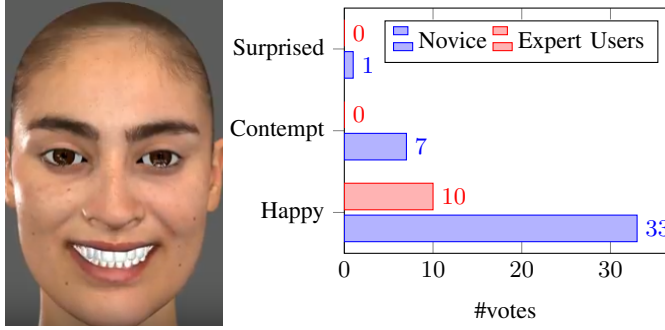 Surprised
Contempt
Happy
Novice Expert Users
0
1
0
7
10
33
0 10 20 30
#votes